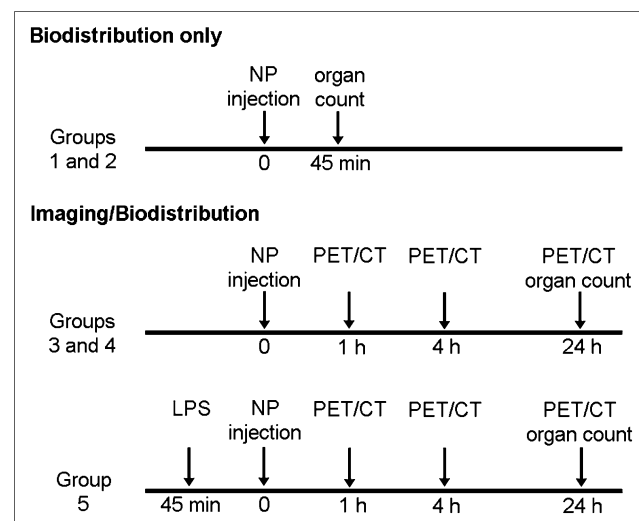 Biodistribution only
NP organ
injection count
Groups
1 and 2
0 45 min
Imaging/Biodistribution
NP PET/CT PET/CT PET/CT
injection organ count
Groups
3 and 4
0 1 h 4 h 24 h
LPS NP PET/CT PET/CT PET/CT
injection organ count
Group
5
45 min 0 1 h 4 h 24 h